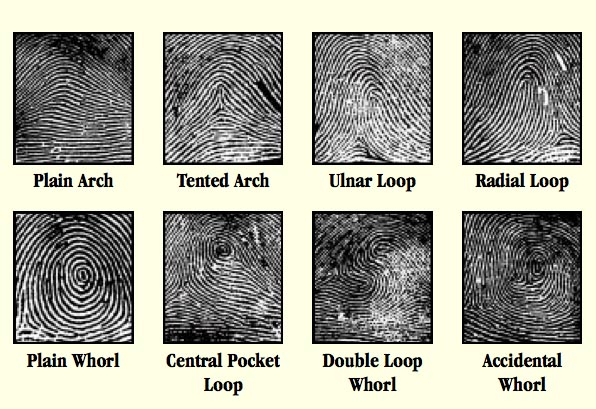 Plain Arch
Tented Arch
Ulnar Loop
Radial Loop
Plain Whorl
Central Pocket
Loop
Double Loop
Whorl
Accidental
Whorl